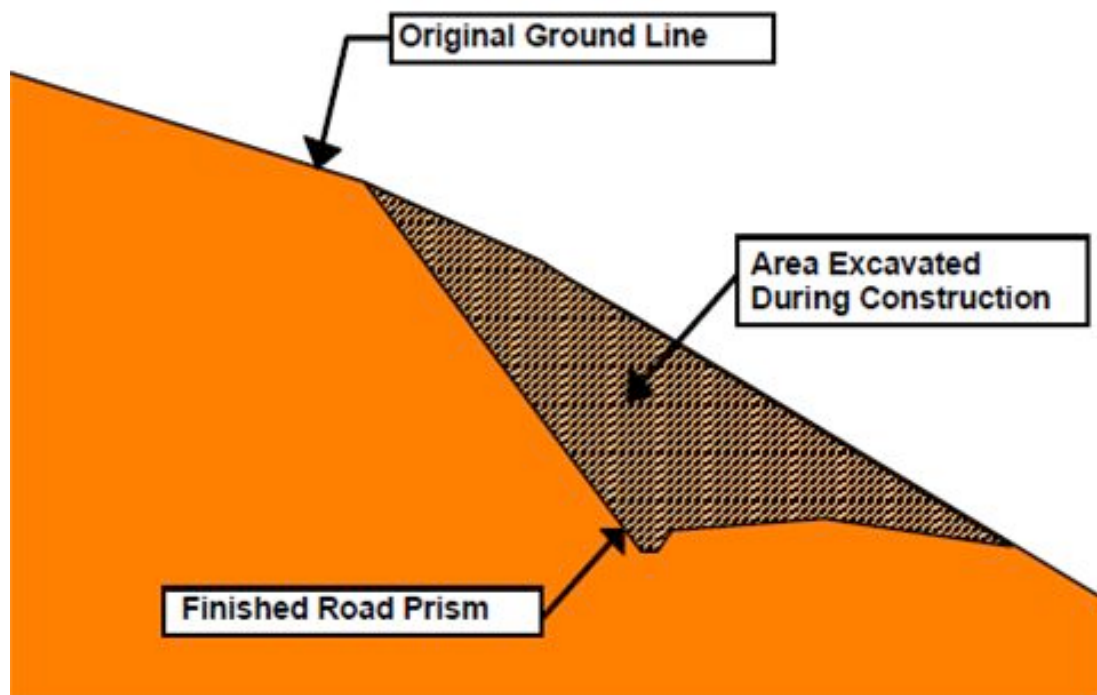 Original Ground Line
Area Excavated
During Construction
Finished Road Prism